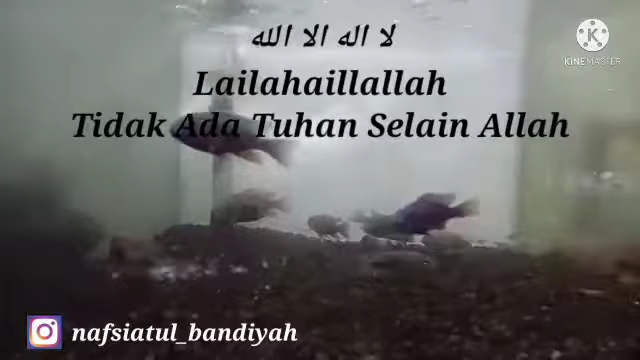 لا اله الا الله
Lailahaillallah
Tidak Ada Tuhan Selain Allah
KINEMASTER
nafsiatul_bandiyah